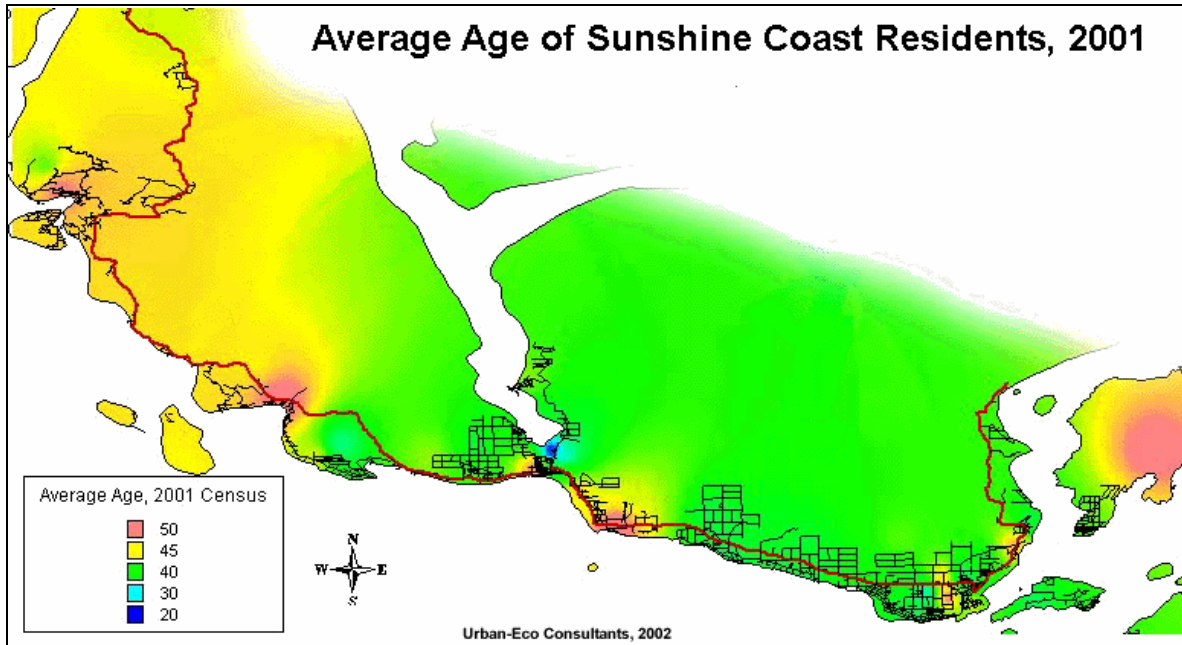 Average Age of Sunshine Coast Residents, 2001
Average Age, 2001 Census
50
45
40
30
20
N
W E
S
Urban-Eco Consultants, 2002